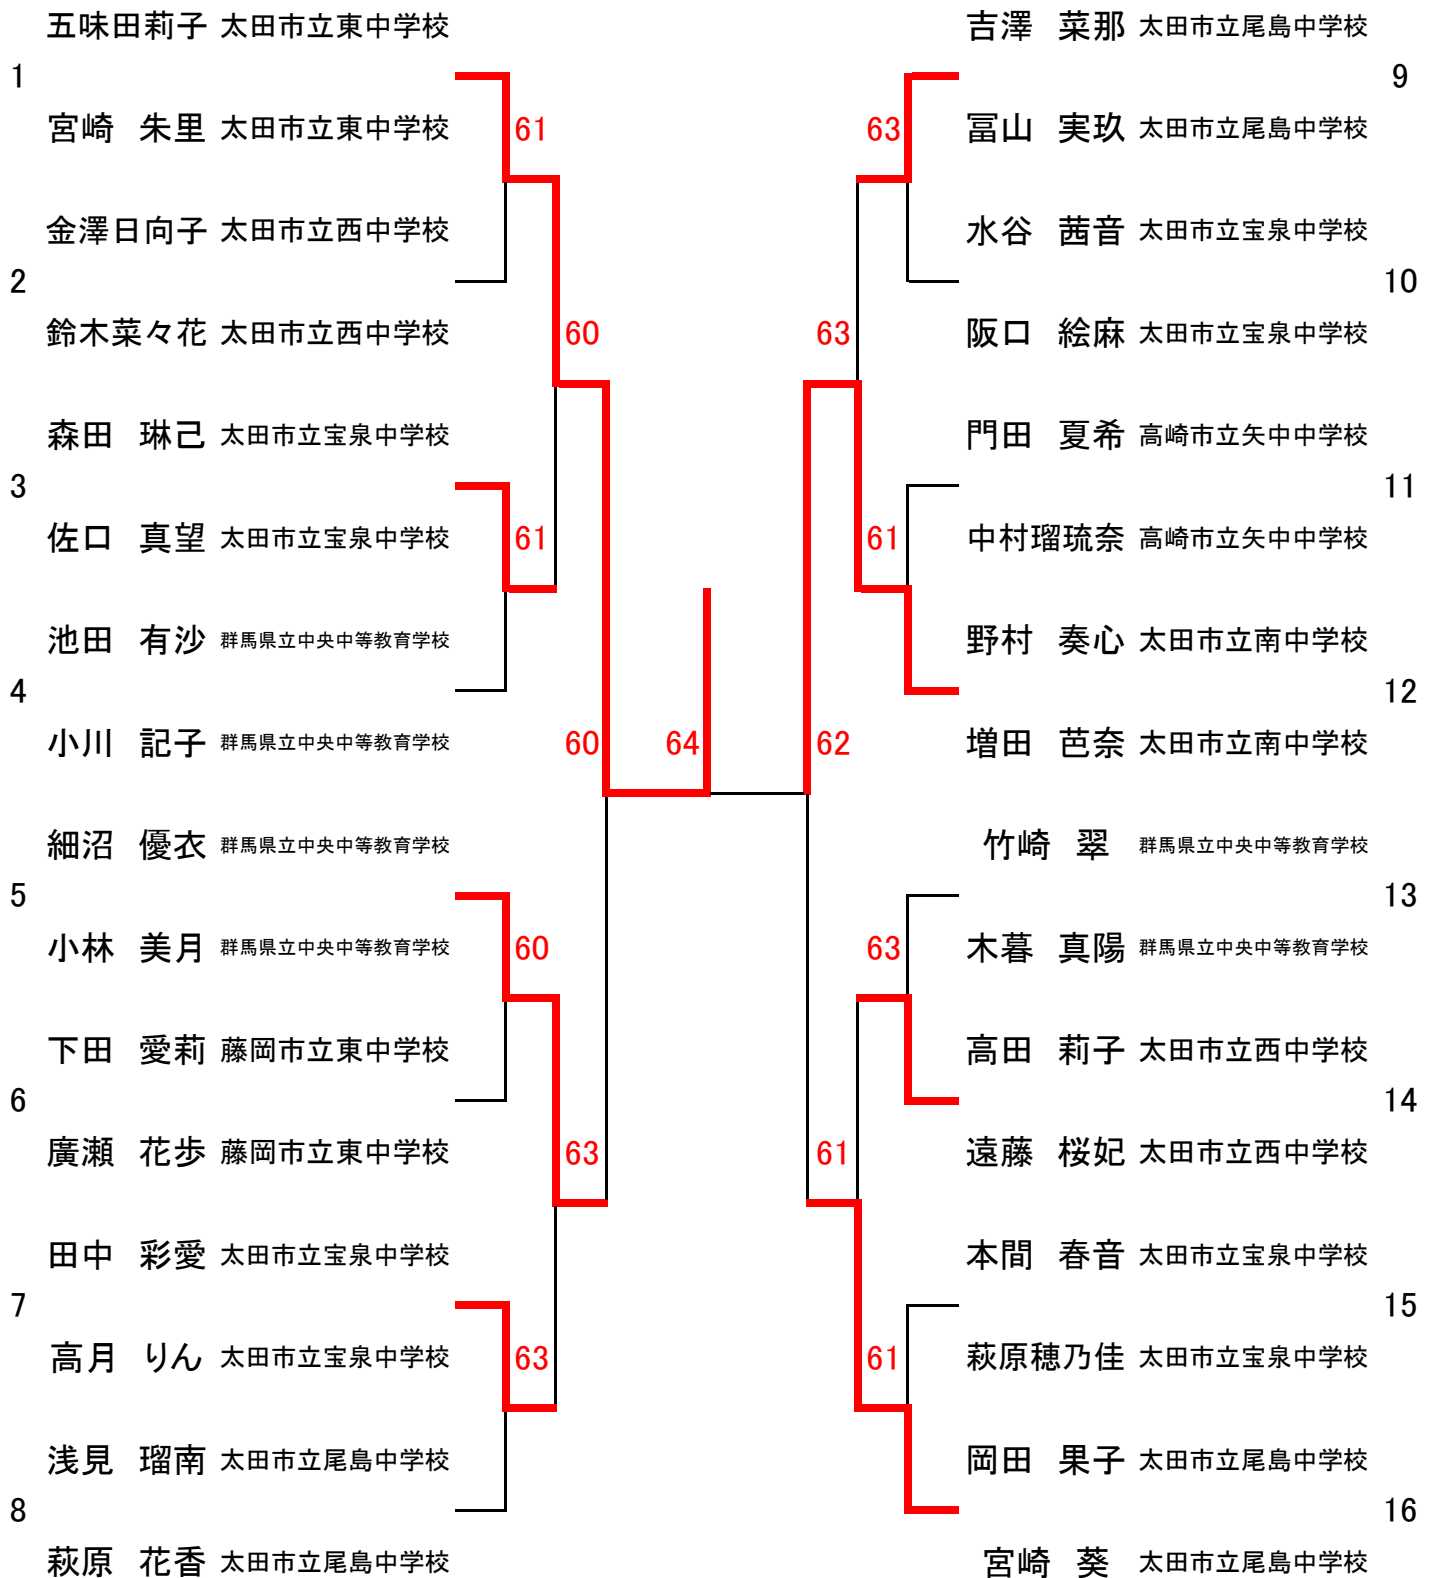 五味田莉子 太田市立東中学校
1
宮崎 朱里 太田市立東中学校
61
金澤日向子 太田市立西中学校
2
鈴木菜々花 太田市立西中学校
60
森田 琳己 太田市立宝泉中学校
3
佐口 真望 太田市立宝泉中学校
61
池田 有沙 群馬県立中央中等教育学校
4
小川 記子 群馬県立中央中等教育学校
60
64
細沼 優衣 群馬県立中央中等教育学校
5
小林 美月 群馬県立中央中等教育学校
60
下田 愛莉 藤岡市立東中学校
6
廣瀬 花歩 藤岡市立東中学校
63
田中 彩愛 太田市立宝泉中学校
7
高月 りん 太田市立宝泉中学校
63
浅見 瑠南 太田市立尾島中学校
8
萩原 花香 太田市立尾島中学校
吉澤 菜那 太田市立尾島中学校
9
63
冨山 実玖 太田市立尾島中学校
水谷 茜音 太田市立宝泉中学校
10
63
阪口 絵麻 太田市立宝泉中学校
門田 夏希 高崎市立矢中中学校
11
61
中村瑠琉奈 高崎市立矢中中学校
野村 奏心 太田市立南中学校
12
62
増田 芭奈 太田市立南中学校
竹崎 翠 群馬県立中央中等教育学校
13
63
木暮 真陽 群馬県立中央中等教育学校
高田 莉子 太田市立西中学校
14
61
遠藤 桜妃 太田市立西中学校
本間 春音 太田市立宝泉中学校
15
61
萩原穂乃佳 太田市立宝泉中学校
岡田 果子 太田市立尾島中学校
16
宮崎 葵 太田市立尾島中学校